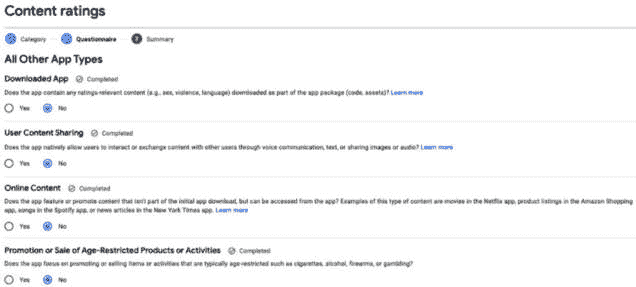 Content ratings
Category Questionnaire Summary
All Other App Types
Downloaded App Completed
Does the app contain any ratings-relevant content (e.g., sex, violence, language) downloaded as part of the app package (code, assets)? Learn more
Yes No
User Content Sharing Completed
Does the app natively allow users to interact or exchange content with other users through voice communication, text, or sharing images or audio? Learn more
Yes No
Online Content Completed
Does the app feature or promote content that isn't part of the initial app download, but can be accessed from the app? Examples of this type of content are movies in the Netflix app, product listings in the Amazon Shopping
app, songs in the Spotify app, or news articles in the New York Times app. Learn more
Yes No
Promotion or Sale of Age-Restricted Products or Activities Completed
Does the app focus on promoting or selling items or activities that are typically age-restricted such as cigarettes, alcohol, firearms, or gambling?
Yes No